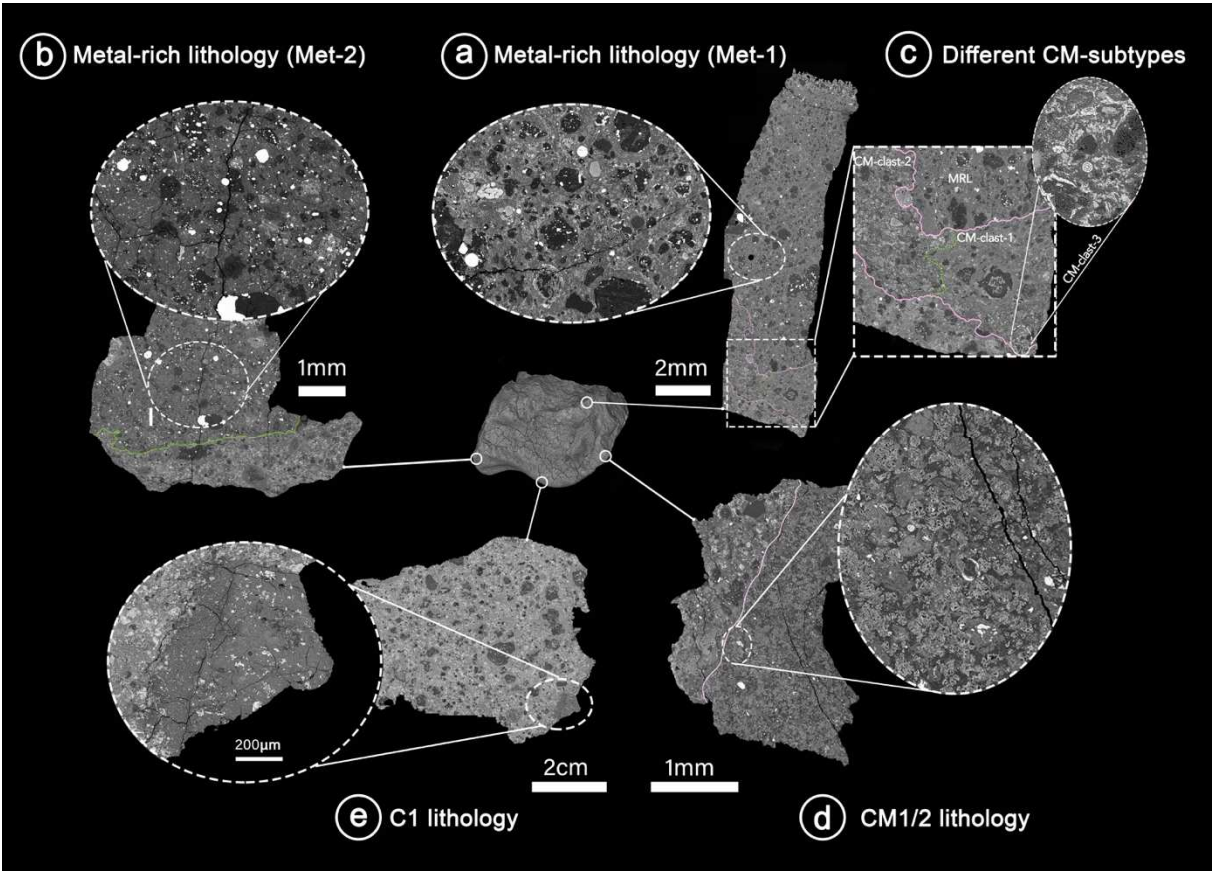 b Metal-rich lithology (Met-2)
a Metal-rich lithology (Met-1)
c Different CM-subtypes
CM-clast-2
MRL
CM-clast-1
CM-clast-3
1mm
2mm
200µm
2cm
1mm
e C1 lithology
d CM1/2 lithology